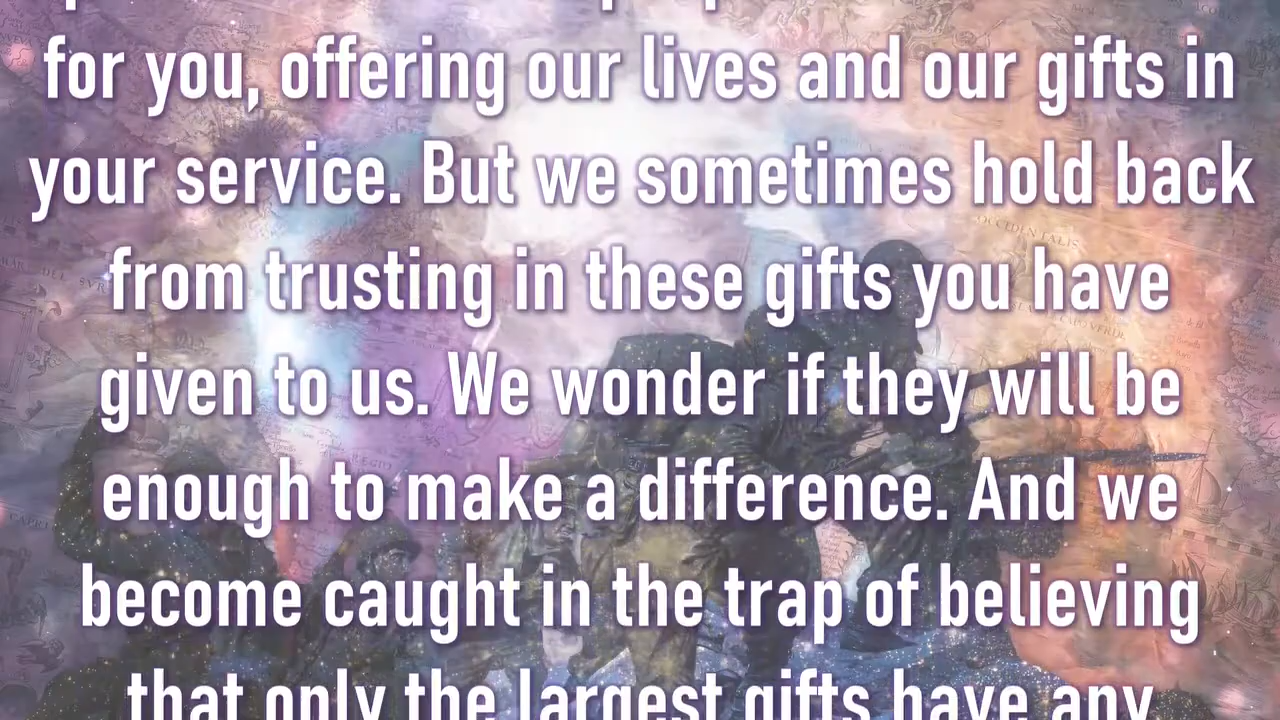 for you, offering our lives and our gifts in
your service. But we sometimes hold back
from trusting in these gifts you have
given to us. We wonder if they will be
enough to make a difference. And we
become caught in the trap of believing
that only the largest gifts have any
OCCIDENTALIS